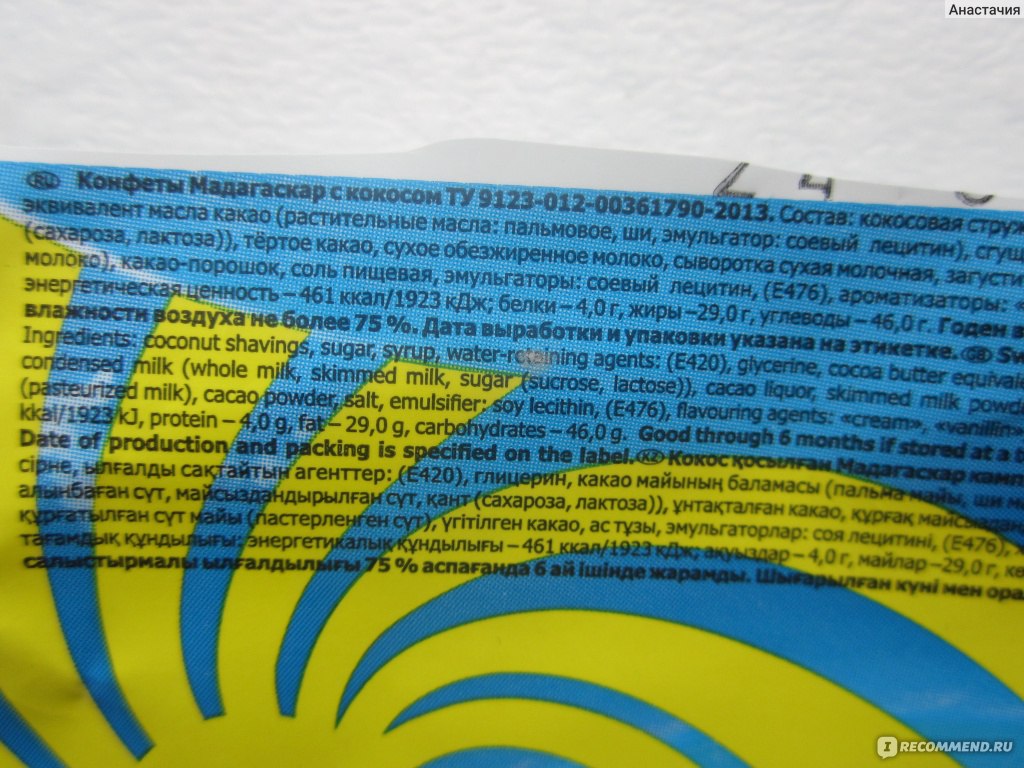 Анастачия
RU Конфеты Мадагаскар с кокосом ТУ 9123-012-00361790-2013. Состав: кокосовая струж
эквивалент масла какао (растительные масла: пальмовое, ши, эмульгатор: соевый лецитин), сгущ
(сахароза, лактоза)), тёртое какао, сухое обезжиренное молоко, сыворотка сухая молочная, загусти
молоко), какао-порошок, соль пищевая, эмульгаторы: соевый лецитин, (Е476), ароматизаторы: «
энергетическая ценность – 461 ккал/1923 кДж; белки – 4,0 г, жиры –29,0 г, углеводы – 46,0 г. Годен з
влажности воздуха не более 75 %. Дата выработки и упаковки указана на этикетке. GB Sw
Ingredients: coconut shavings, sugar, syrup, water-retaining agents: (E420), glycerine, cocoa butter equivale
condensed milk (whole milk, skimmed milk, sugar (sucrose, lactose)), cacao liquor, skimmed milk powd
(pasteurized milk), cacao powder, salt, emulsifier: soy lecithin, (E476), flavouring agents: «cream», «vanillin»
kkal/1923 kJ, protein – 4,0 g, fat – 29,0 g, carbohydrates – 46,0 g. Good through 6 months if stored at a t
Date of production and packing is specified on the label. KZ Кокос қосылған Мадагаскар камп
сірне, ылғалды сақтайтын агенттер: (Е420), глицерин, какао майының баламасы (пальма майы, ши м
алынбаған сүт, майсыздандырылған сүт, қант (сахароза, лактоза)), ұнтақталған какао, құрғақ майсыздан
құрғатылған сүт майы (пастерленген сүт), үгітілген какао, ас тұзы, эмульгаторлар: соя лецитині, (Е476), х
тағамдық құндылығы; энергетикалық құндылығы – 461 ккал/1923 кДж; ақуыздар – 4,0 г, майлар –29,0 г, кө
салыстырмалы ылғалдылығы 75 % аспағанда 6 ай ішінде жарамды. Шығарылған күні мен ора
IRECOMMEND.RU